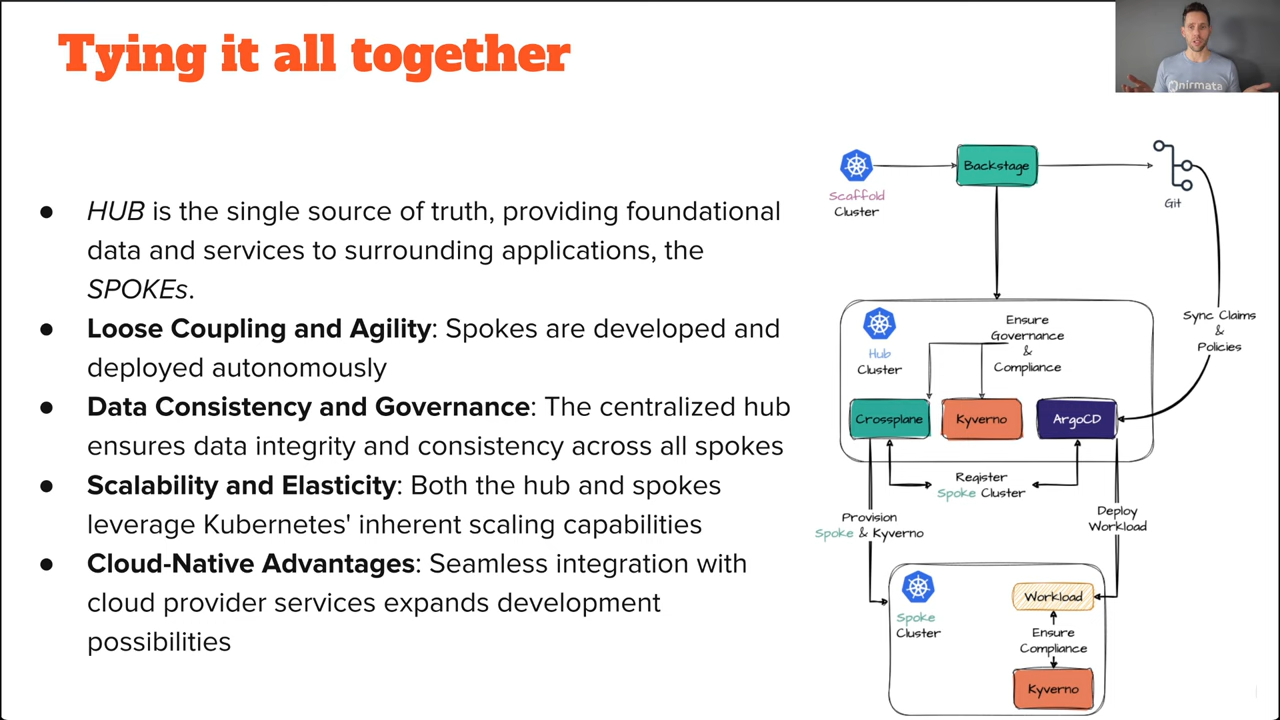 Tying it all together
nirmata
HUB is the single source of truth, providing foundational
data and services to surrounding applications, the
SPOKEs.
Loose Coupling and Agility: Spokes are developed and
deployed autonomously
Data Consistency and Governance: The centralized hub
ensures data integrity and consistency across all spokes
Scalability and Elasticity: Both the hub and spokes
leverage Kubernetes' inherent scaling capabilities
Cloud-Native Advantages: Seamless integration with
cloud provider services expands development
possibilities
Scaffold
Cluster
Backstage
Git
Sync Claims
&
Policies
Hub
Cluster
Ensure
Governance
&
Compliance
Crossplane
Kyverno
ArgoCD
Register
Spoke Cluster
Provision
Spoke & Kyverno
Deploy
Workload
Spoke
Cluster
Workload
Ensure
Compliance
Kyverno